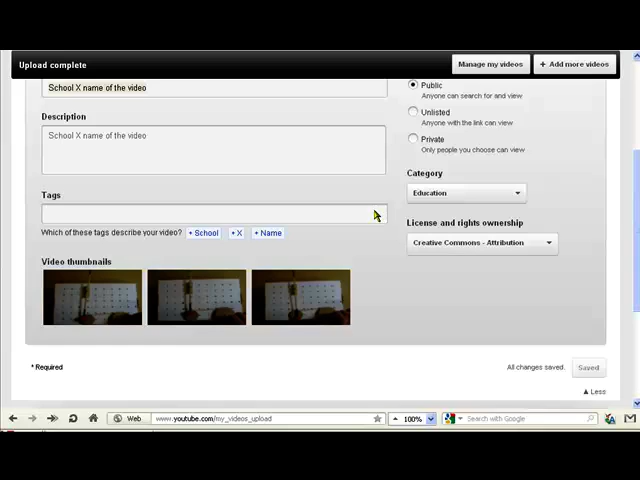 Upload complete
Manage my videos
+ Add more videos
School X name of the video
Public
Anyone can search for and view
Description
Unlisted
Anyone with the link can view
School X name of the video
Private
Only people you choose can view
Category
Education
Tags
License and rights ownership
Which of these tags describe your video?
+ School
+ X
+ Name
Creative Commons - Attribution
Video thumbnails
* Required
All changes saved.
Saved
Less
Web
www.youtube.com/my_videos_upload
100%
Search with Google